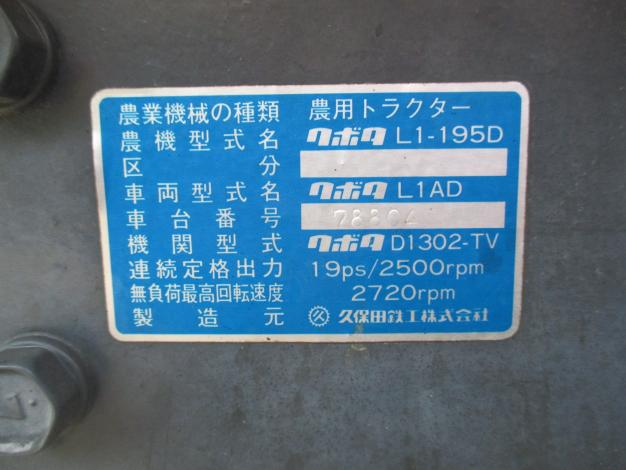 農業機械の種類 農用トラクター
農機型式名 クボタ L1-195D
区分
車両型式名 クボタ L1AD
車台番号
機関型式 クボタ D1302-TV
連続定格出力 19ps/2500rpm
無負荷最高回転速度 2720rpm
製造元 久保田鉄工株式会社